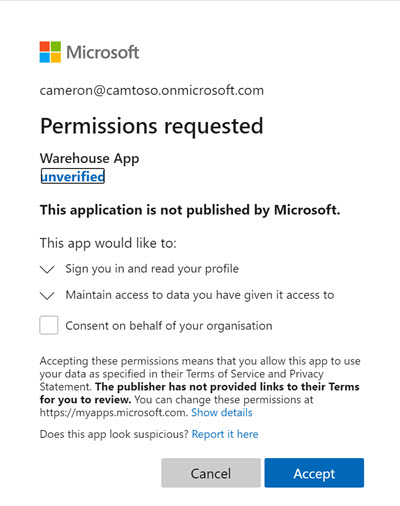 Microsoft
cameron@camtoso.onmicrosoft.com
Permissions requested
Warehouse App
unverified
This application is not published by Microsoft.
This app would like to:
Sign you in and read your profile
Maintain access to data you have given it access to
Consent on behalf of your organisation
Accepting these permissions means that you allow this app to use
your data as specified in their Terms of Service and Privacy
Statement. The publisher has not provided links to their Terms
for you to review. You can change these permissions at
https://myapps.microsoft.com. Show details
Does this app look suspicious? Report it here
Cancel Accept